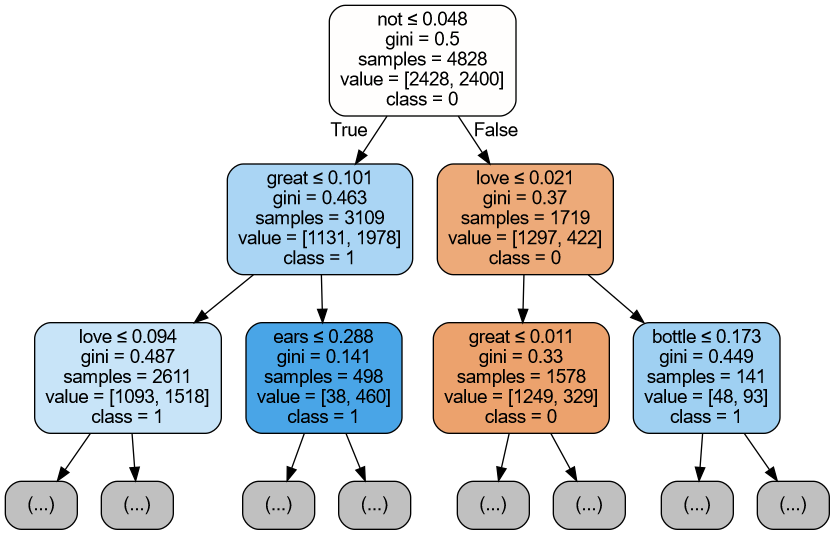 not ≤ 0.048
gini = 0.5
samples = 4828
value = [2428, 2400]
class = 0
True
False
great ≤ 0.101
gini = 0.463
samples = 3109
value = [1131, 1978]
class = 1
love ≤ 0.021
gini = 0.37
samples = 1719
value = [1297, 422]
class = 0
love ≤ 0.094
gini = 0.487
samples = 2611
value = [1093, 1518]
class = 1
ears ≤ 0.288
gini = 0.141
samples = 498
value = [38, 460]
class = 1
great ≤ 0.011
gini = 0.33
samples = 1578
value = [1249, 329]
class = 0
bottle ≤ 0.173
gini = 0.449
samples = 141
value = [48, 93]
class = 1
(...)
(...)
(...)
(...)
(...)
(...)
(...)
(...)